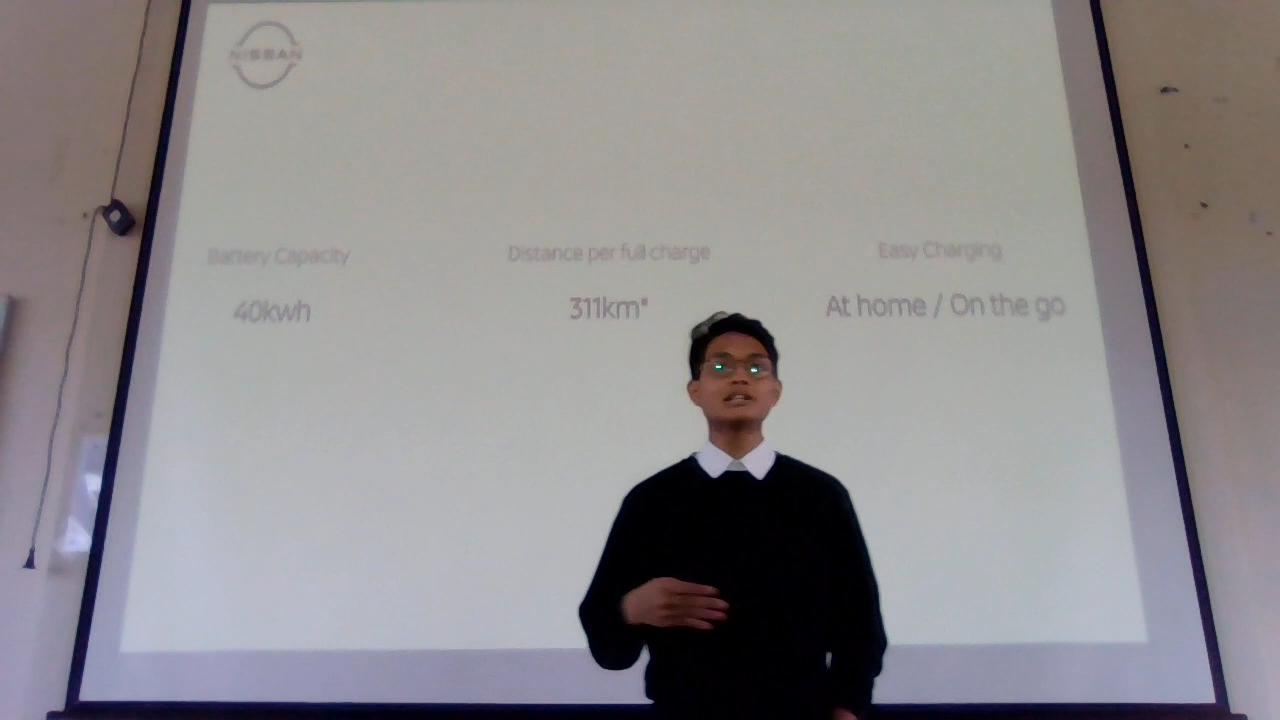 NISSAN
Battery Capacity
Distance per full charge
Easy Charging
40kwh
311km*
At home / On the go